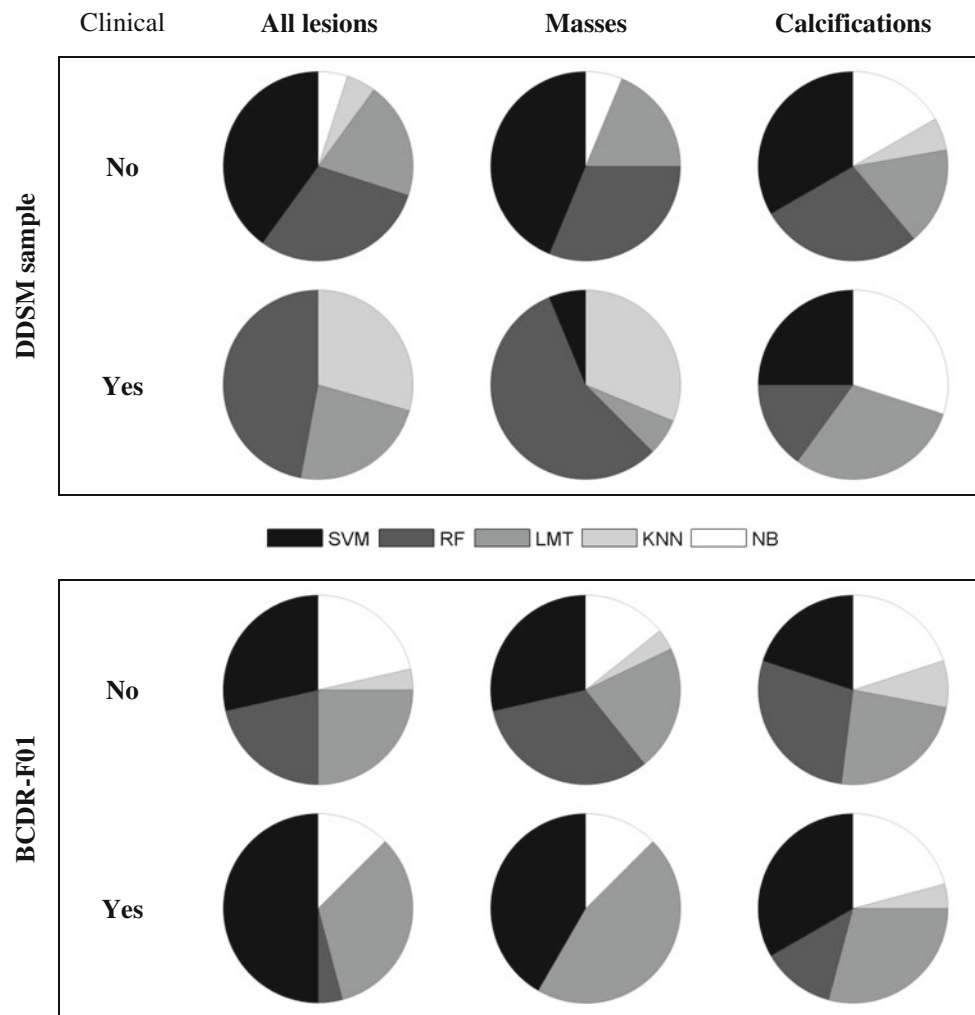 Clinical All lesions Masses Calcifications
DDSM sample
No
Yes
SVM RF LMT KNN NB
BCDR-F01
No
Yes